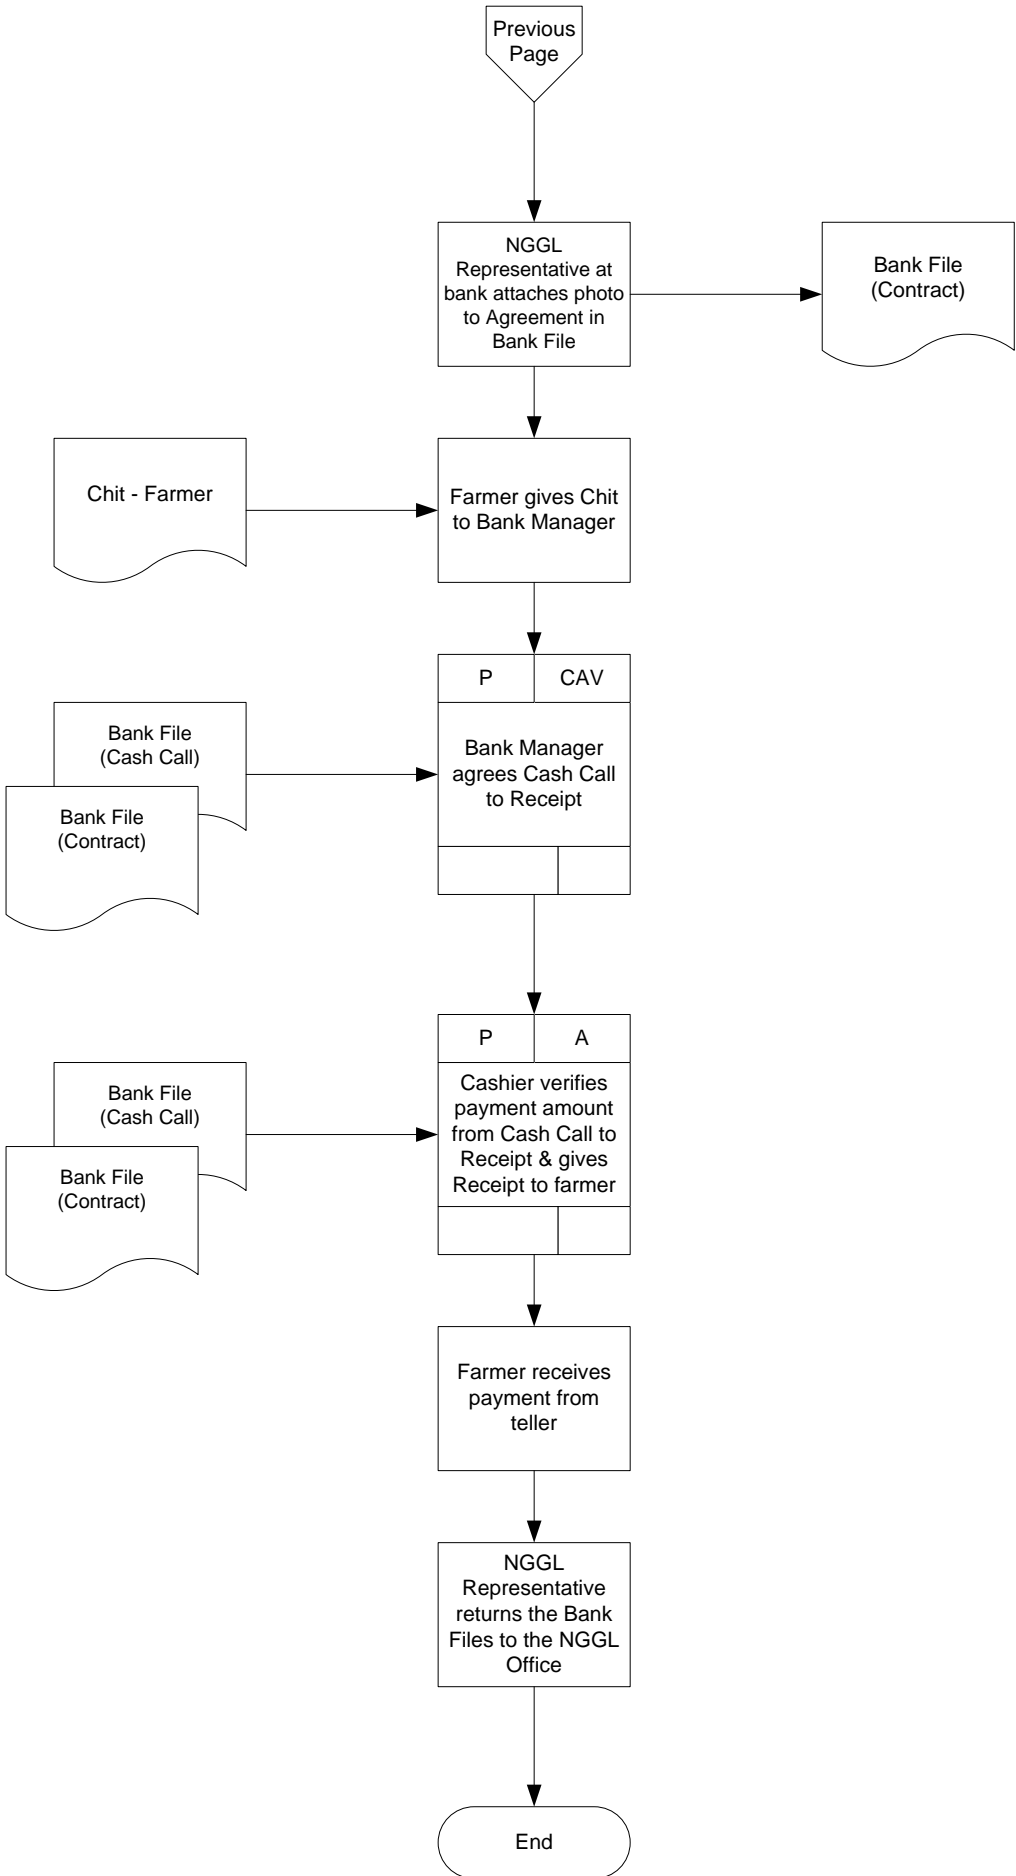 Previous
Page
NGGL
Representative at
bank attaches photo
to Agreement in
Bank File
Bank File
(Contract)
Chit - Farmer
Farmer gives Chit
to Bank Manager
P
CAV
Bank File
(Cash Call)
Bank File
(Contract)
Bank Manager
agrees Cash Call
to Receipt
P
A
Bank File
(Cash Call)
Bank File
(Contract)
Cashier verifies
payment amount
from Cash Call to
Receipt & gives
Receipt to farmer
Farmer receives
payment from
teller
NGGL
Representative
returns the Bank
Files to the NGGL
Office
End